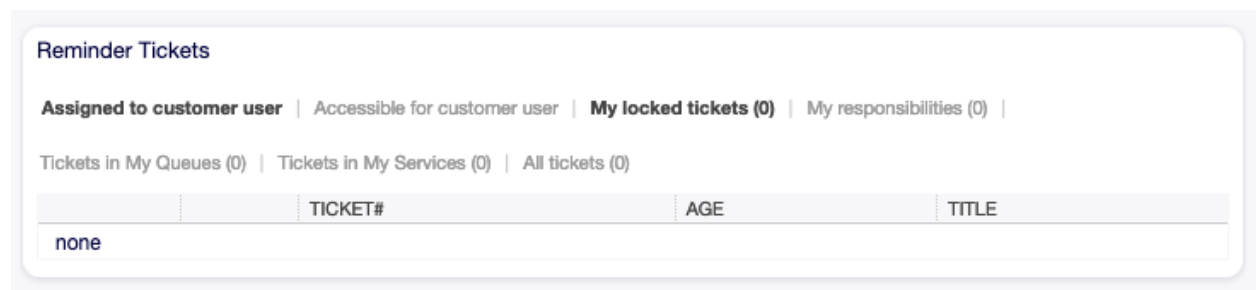 Reminder Tickets
Assigned to customer user | Accessible for customer user | My locked tickets (0) | My responsibilities (0) |
Tickets in My Queues (0) | Tickets in My Services (0) | All tickets (0)
TICKET# AGE TITLE
none